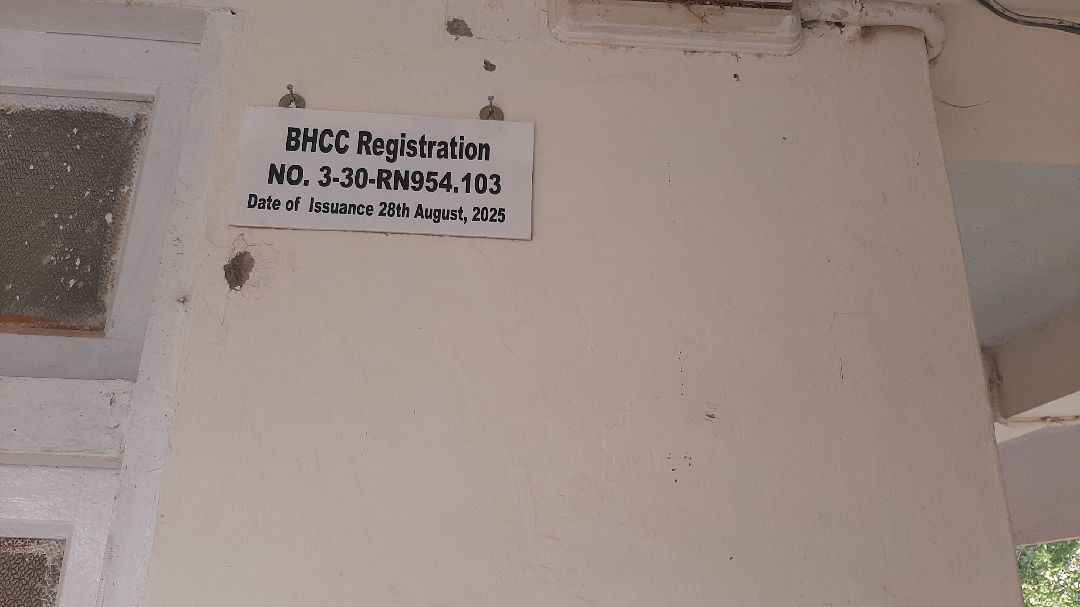 BHCC Registration
NO. 3-30-RN954.103
Date of Issuance 28th August, 2025